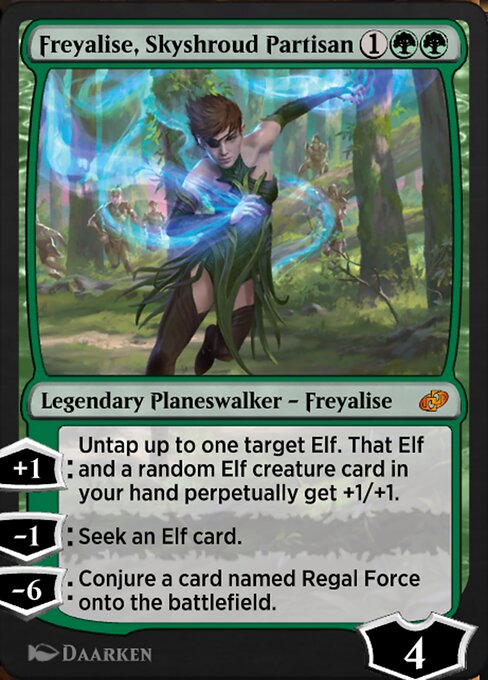 Freyalise, Skyshroud Partisan 1
Legendary Planeswalker – Freyalise
+1: Untap up to one target Elf. That Elf
and a random Elf creature card in
your hand perpetually get +1/+1.
-1: Seek an Elf card.
-6: Conjure a card named Regal Force
onto the battlefield.
DAARKEN
4